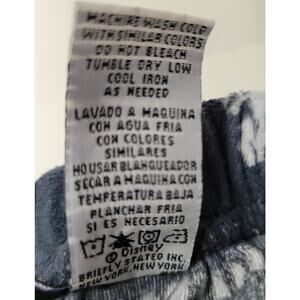 MACHINE WASH COLD
WITH SIMILAR COLORS
DO NOT BLEACH
TUMBLE DRY LOW
COOL IRON
AS NEEDED
LAVADO A MAQUINA
CON AGUA FRIA
CON COLORES
SIMILARES
NO USAR BLANQUEADOR
SECAR A MAQUINA CON
TEMPERATURA BAJA
PLANCHAR FRIA
SI ES NECESARIO
© Disney
BRIEFLY STATED INC.
NEW YORK, NEW YORK